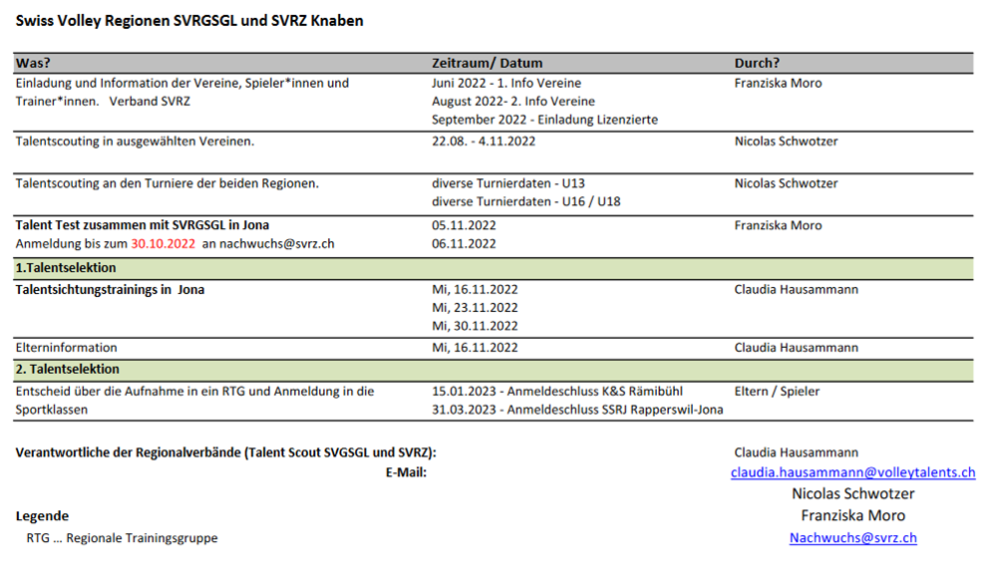 Swiss Volley Regionen SVRGSGL und SVRZ Knaben
Was? Zeitraum/ Datum Durch?
Einladung und Information der Vereine, Spieler*innen und Juni 2022 - 1. Info Vereine Franziska Moro
Trainer*innen. Verband SVRZ August 2022- 2. Info Vereine
September 2022 - Einladung Lizenzierte
Talentscouting in ausgewählten Vereinen. 22.08. - 4.11.2022 Nicolas Schwotzer
Talentscouting an den Turniere der beiden Regionen. diverse Turnierdaten - U13 Nicolas Schwotzer
diverse Turnierdaten - U16 / U18
Talent Test zusammen mit SVRGSGL in Jona 05.11.2022 Franziska Moro
Anmeldung bis zum 30.10.2022 an nachwuchs@svrz.ch 06.11.2022
1.Talentselektion
Talentsichtungstrainings in Jona Mi, 16.11.2022 Claudia Hausammann
Mi, 23.11.2022
Mi, 30.11.2022
Elterninformation Mi, 16.11.2022 Claudia Hausammann
2. Talentselektion
Entscheid über die Aufnahme in ein RTG und Anmeldung in die 15.01.2023 - Anmeldeschluss K&S Rämibühl Eltern / Spieler
Sportklassen 31.03.2023 - Anmeldeschluss SSRJ Rapperswil-Jona
Verantwortliche der Regionalverbände (Talent Scout SVGSGL und SVRZ): Claudia Hausammann
E-Mail: claudia.hausammann@volleytalents.ch
Nicolas Schwotzer
Legende Franziska Moro
RTG ... Regionale Trainingsgruppe Nachwuchs@svrz.ch